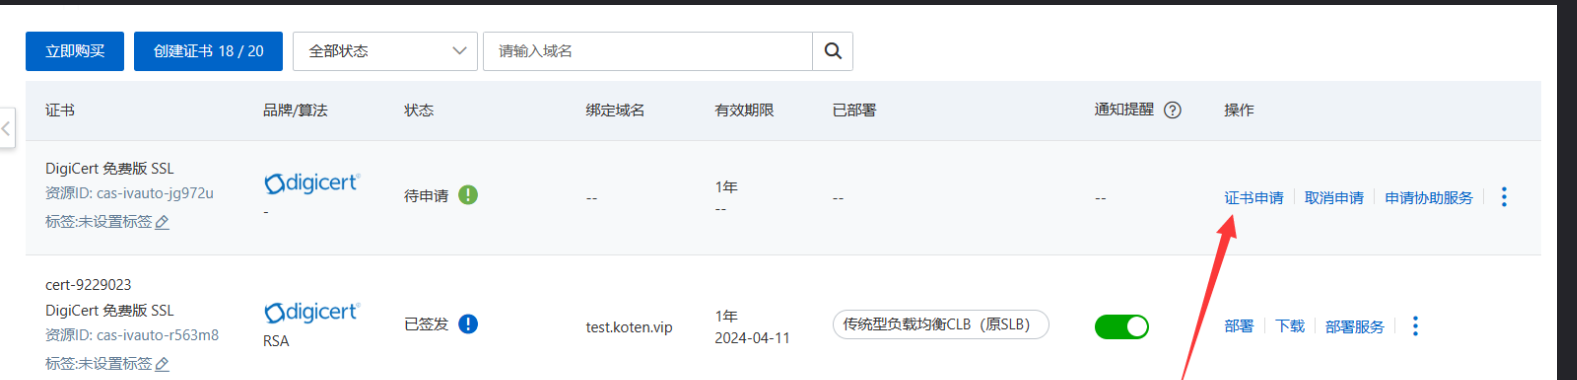 立即购买 创建证书 18 / 20 全部状态 请输入域名
证书 品牌/算法 状态 绑定域名 有效期限 已部署 通知提醒 ? 操作
DigiCert 免费版 SSL
资源ID: cas-ivauto-jg972u
标签:未设置标签
digicert
-
待申请
--
1年
--
--
--
证书申请 取消申请 申请协助服务
cert-9229023
DigiCert 免费版 SSL
资源ID: cas-ivauto-r563m8
标签:未设置标签
digicert
RSA
已签发
test.koten.vip
1年
2024-04-11
传统型负载均衡CLB（原SLB）
部署 下载 部署服务